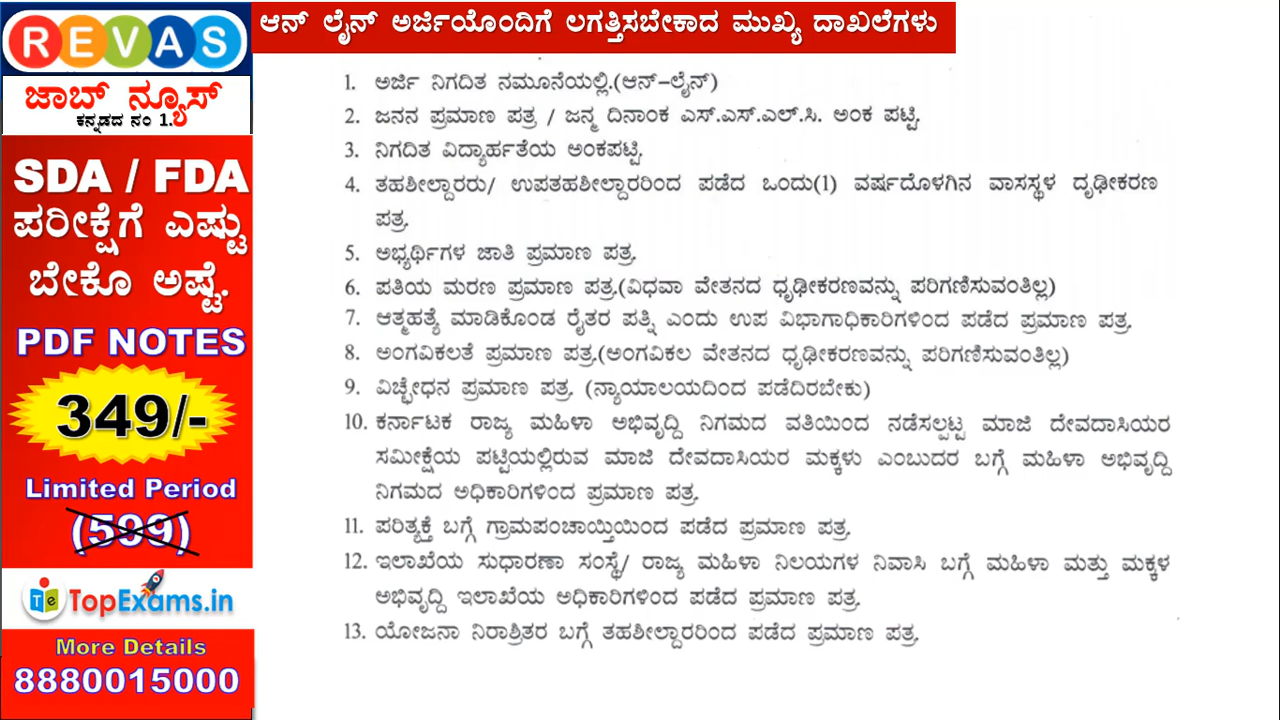 REVAS
ಜಾಬ್ ನ್ಯೂಸ್
ಕನ್ನಡದ ನಂ 1.
SDA / FDA
ಪರೀಕ್ಷೆಗೆ ಎಷ್ಟು
ಬೇಕೊ ಅಷ್ಟೆ.
PDF NOTES
349/-
Limited Period
(599)
Te TopExams.in
More Details
8880015000
ಆನ್ ಲೈನ್ ಅರ್ಜಿಯೊಂದಿಗೆ ಲಗತ್ತಿಸಬೇಕಾದ ಮುಖ್ಯ ದಾಖಲೆಗಳು
1. ಅರ್ಜಿ ನಿಗದಿತ ನಮೂನೆಯಲ್ಲಿ.(ಆನ್–ಲೈನ್)
2. ಜನನ ಪ್ರಮಾಣ ಪತ್ರ / ಜನ್ಮ ದಿನಾಂಕ ಎಸ್.ಎಸ್.ಎಲ್.ಸಿ. ಅಂಕ ಪಟ್ಟಿ.
3. ನಿಗದಿತ ವಿದ್ಯಾರ್ಹತೆಯ ಅಂಕಪಟ್ಟಿ.
4. ತಹಶೀಲ್ದಾರರು/ ಉಪತಹಶೀಲ್ದಾರರಿಂದ ಪಡೆದ ಒಂದು(1) ವರ್ಷದೊಳಗಿನ ವಾಸಸ್ಥಳ ದೃಢೀಕರಣ
ಪತ್ರ.
5. ಅಭ್ಯರ್ಥಿಗಳ ಜಾತಿ ಪ್ರಮಾಣ ಪತ್ರ.
6. ಪತಿಯ ಮರಣ ಪ್ರಮಾಣ ಪತ್ರ.(ವಿಧವಾ ವೇತನದ ಧೃಢೀಕರಣವನ್ನು ಪರಿಗಣಿಸುವಂತಿಲ್ಲ)
7. ಆತ್ಮಹತ್ಯೆ ಮಾಡಿಕೊಂಡ ರೈತರ ಪತ್ನಿ ಎಂದು ಉಪ ವಿಭಾಗಾಧಿಕಾರಿಗಳಿಂದ ಪಡೆದ ಪ್ರಮಾಣ ಪತ್ರ.
8. ಅಂಗವಿಕಲತೆ ಪ್ರಮಾಣ ಪತ್ರ.(ಅಂಗವಿಕಲ ವೇತನದ ಧೃಢೀಕರಣವನ್ನು ಪರಿಗಣಿಸುವಂತಿಲ್ಲ)
9. ವಿಚ್ಛೇಧನ ಪ್ರಮಾಣ ಪತ್ರ. (ನ್ಯಾಯಾಲಯದಿಂದ ಪಡೆದಿರಬೇಕು)
10. ಕರ್ನಾಟಕ ರಾಜ್ಯ ಮಹಿಳಾ ಅಭಿವೃದ್ದಿ ನಿಗಮದ ವತಿಯಿಂದ ನಡೆಸಲ್ಪಟ್ಟ ಮಾಜಿ ದೇವದಾಸಿಯರ
ಸಮೀಕ್ಷೆಯ ಪಟ್ಟಿಯಲ್ಲಿರುವ ಮಾಜಿ ದೇವದಾಸಿಯರ ಮಕ್ಕಳು ಎಂಬುದರ ಬಗ್ಗೆ ಮಹಿಳಾ ಅಭಿವೃದ್ದಿ
ನಿಗಮದ ಅಧಿಕಾರಿಗಳಿಂದ ಪ್ರಮಾಣ ಪತ್ರ.
11. ಪರಿತ್ಯಕ್ತೆ ಬಗ್ಗೆ ಗ್ರಾಮಪಂಚಾಯ್ತಿಯಿಂದ ಪಡೆದ ಪ್ರಮಾಣ ಪತ್ರ.
12. ಇಲಾಖೆಯ ಸುಧಾರಣಾ ಸಂಸ್ಥೆ/ ರಾಜ್ಯ ಮಹಿಳಾ ನಿಲಯಗಳ ನಿವಾಸಿ ಬಗ್ಗೆ ಮಹಿಳಾ ಮತ್ತು ಮಕ್ಕಳ
ಅಭಿವೃದ್ದಿ ಇಲಾಖೆಯ ಅಧಿಕಾರಿಗಳಿಂದ ಪಡೆದ ಪ್ರಮಾಣ ಪತ್ರ.
13. ಯೋಜನಾ ನಿರಾಶ್ರಿತರ ಬಗ್ಗೆ ತಹಶೀಲ್ದಾರರಿಂದ ಪಡೆದ ಪ್ರಮಾಣ ಪತ್ರ.